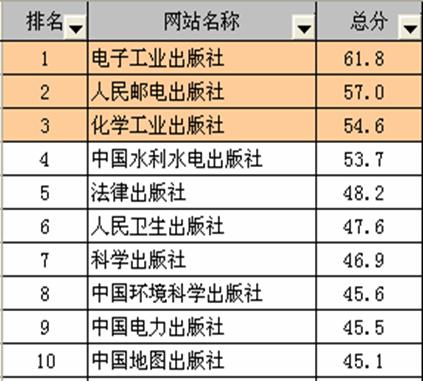 排名 网站名称 总分
1 电子工业出版社 61.8
2 人民邮电出版社 57.0
3 化学工业出版社 54.6
4 中国水利水电出版社 53.7
5 法律出版社 48.2
6 人民卫生出版社 47.6
7 科学出版社 46.9
8 中国环境科学出版社 45.6
9 中国电力出版社 45.5
10 中国地图出版社 45.1